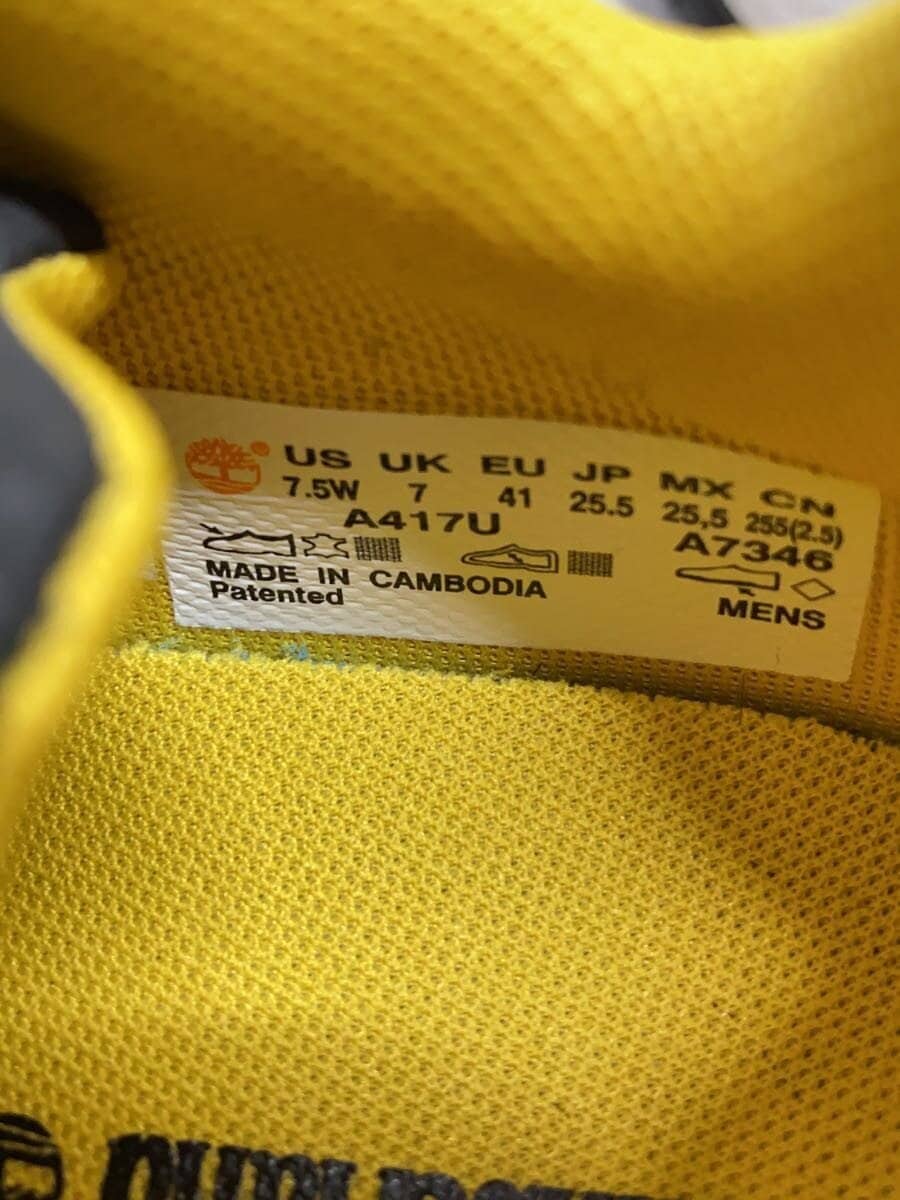 US UK EU JP MX CN
7.5W 7 41 25.5 25,5 255(2.5)
A417U A7346
MADE IN CAMBODIA
Patented MENS